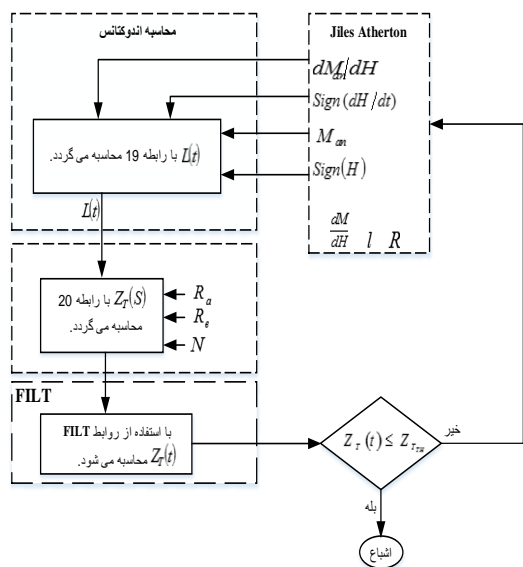 محاسبه اندوکتانس
Jiles Atherton
dM_an/dH
Sign(dH/dt)
M_an
Sign(H)
dM/dH l R
L(t) با رابطه 19 محاسبه می گردد.
L(t)
Z_T(S) با رابطه 20
محاسبه می گردد.
R_a
R_e
N
FILT
با استفاده از روابط FILT
Z_T(t) محاسبه می شود.
Z_T(t) ≤ Z_T_TH
خیر
بله
اشباع